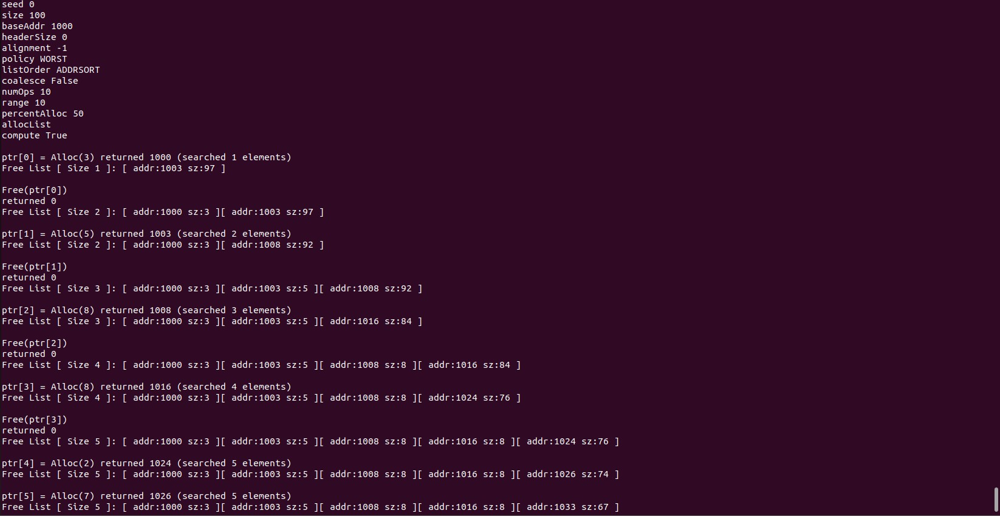 seed 0
size 100
baseAddr 1000
headerSize 0
alignment -1
policy WORST
listOrder ADDRSORT
coalesce False
numOps 10
range 10
percentAlloc 50
allocList
compute True
ptr[0] = Alloc(3) returned 1000 (searched 1 elements)
Free List [ Size 1 ]: [ addr:1003 sz:97 ]
Free(ptr[0])
returned 0
Free List [ Size 2 ]: [ addr:1000 sz:3 ][ addr:1003 sz:97 ]
ptr[1] = Alloc(5) returned 1003 (searched 2 elements)
Free List [ Size 2 ]: [ addr:1000 sz:3 ][ addr:1008 sz:92 ]
Free(ptr[1])
returned 0
Free List [ Size 3 ]: [ addr:1000 sz:3 ][ addr:1003 sz:5 ][ addr:1008 sz:92 ]
ptr[2] = Alloc(8) returned 1008 (searched 3 elements)
Free List [ Size 3 ]: [ addr:1000 sz:3 ][ addr:1003 sz:5 ][ addr:1016 sz:84 ]
Free(ptr[2])
returned 0
Free List [ Size 4 ]: [ addr:1000 sz:3 ][ addr:1003 sz:5 ][ addr:1008 sz:8 ][ addr:1016 sz:84 ]
ptr[3] = Alloc(8) returned 1016 (searched 4 elements)
Free List [ Size 4 ]: [ addr:1000 sz:3 ][ addr:1003 sz:5 ][ addr:1008 sz:8 ][ addr:1024 sz:76 ]
Free(ptr[3])
returned 0
Free List [ Size 5 ]: [ addr:1000 sz:3 ][ addr:1003 sz:5 ][ addr:1008 sz:8 ][ addr:1016 sz:8 ][ addr:1024 sz:76 ]
ptr[4] = Alloc(2) returned 1024 (searched 5 elements)
Free List [ Size 5 ]: [ addr:1000 sz:3 ][ addr:1003 sz:5 ][ addr:1008 sz:8 ][ addr:1016 sz:8 ][ addr:1026 sz:74 ]
ptr[5] = Alloc(7) returned 1026 (searched 5 elements)
Free List [ Size 5 ]: [ addr:1000 sz:3 ][ addr:1003 sz:5 ][ addr:1008 sz:8 ][ addr:1016 sz:8 ][ addr:1033 sz:67 ]